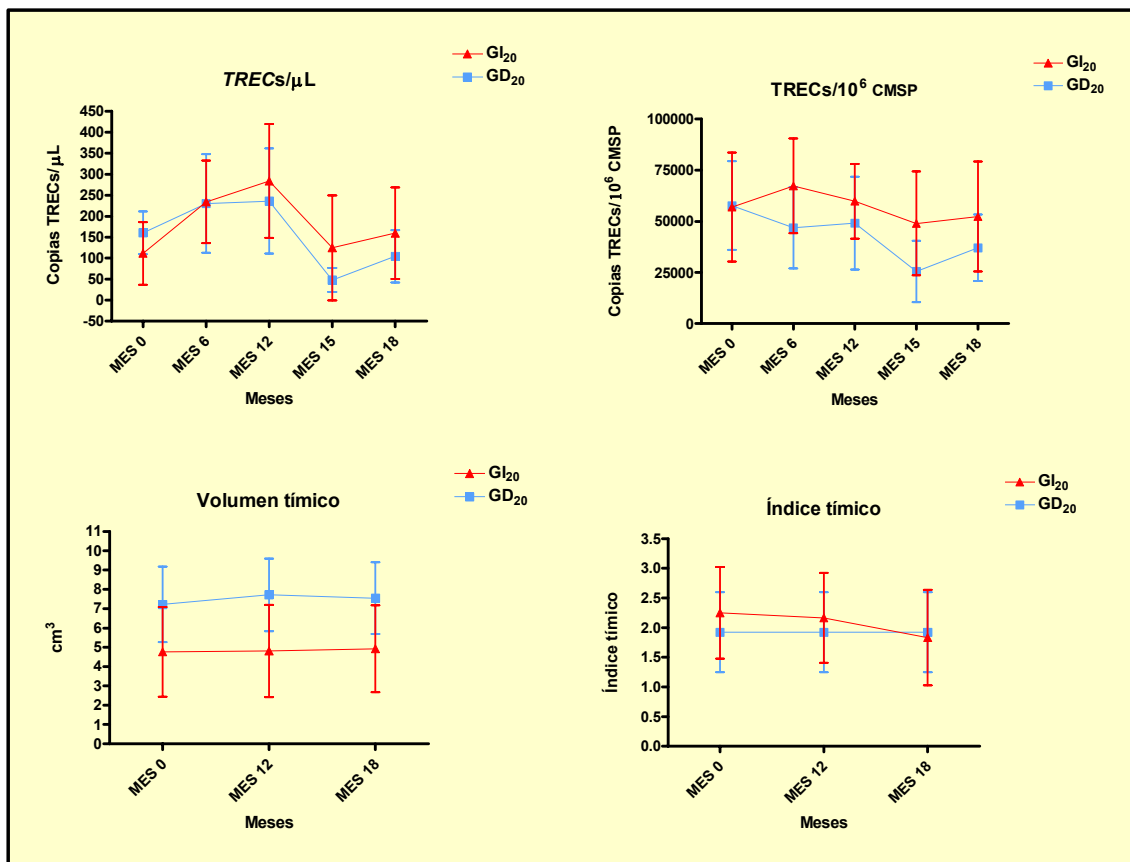 TRECs/µL
GI20
GD20
Copias TRECs/µL
450
400
350
300
250
200
150
100
50
0
-50
MES 0
MES 6
MES 12
MES 15
MES 18
Meses
TRECs/10⁶ CMSP
GI20
GD20
Copias TRECs/10⁶ CMSP
100000
75000
50000
25000
0
MES 0
MES 6
MES 12
MES 15
MES 18
Meses
Volumen tímico
GI20
GD20
cm³
11
10
9
8
7
6
5
4
3
2
1
0
MES 0
MES 12
MES 18
Meses
Índice tímico
GI20
GD20
Índice tímico
3.5
3.0
2.5
2.0
1.5
1.0
0.5
0.0
MES 0
MES 12
MES 18
Meses